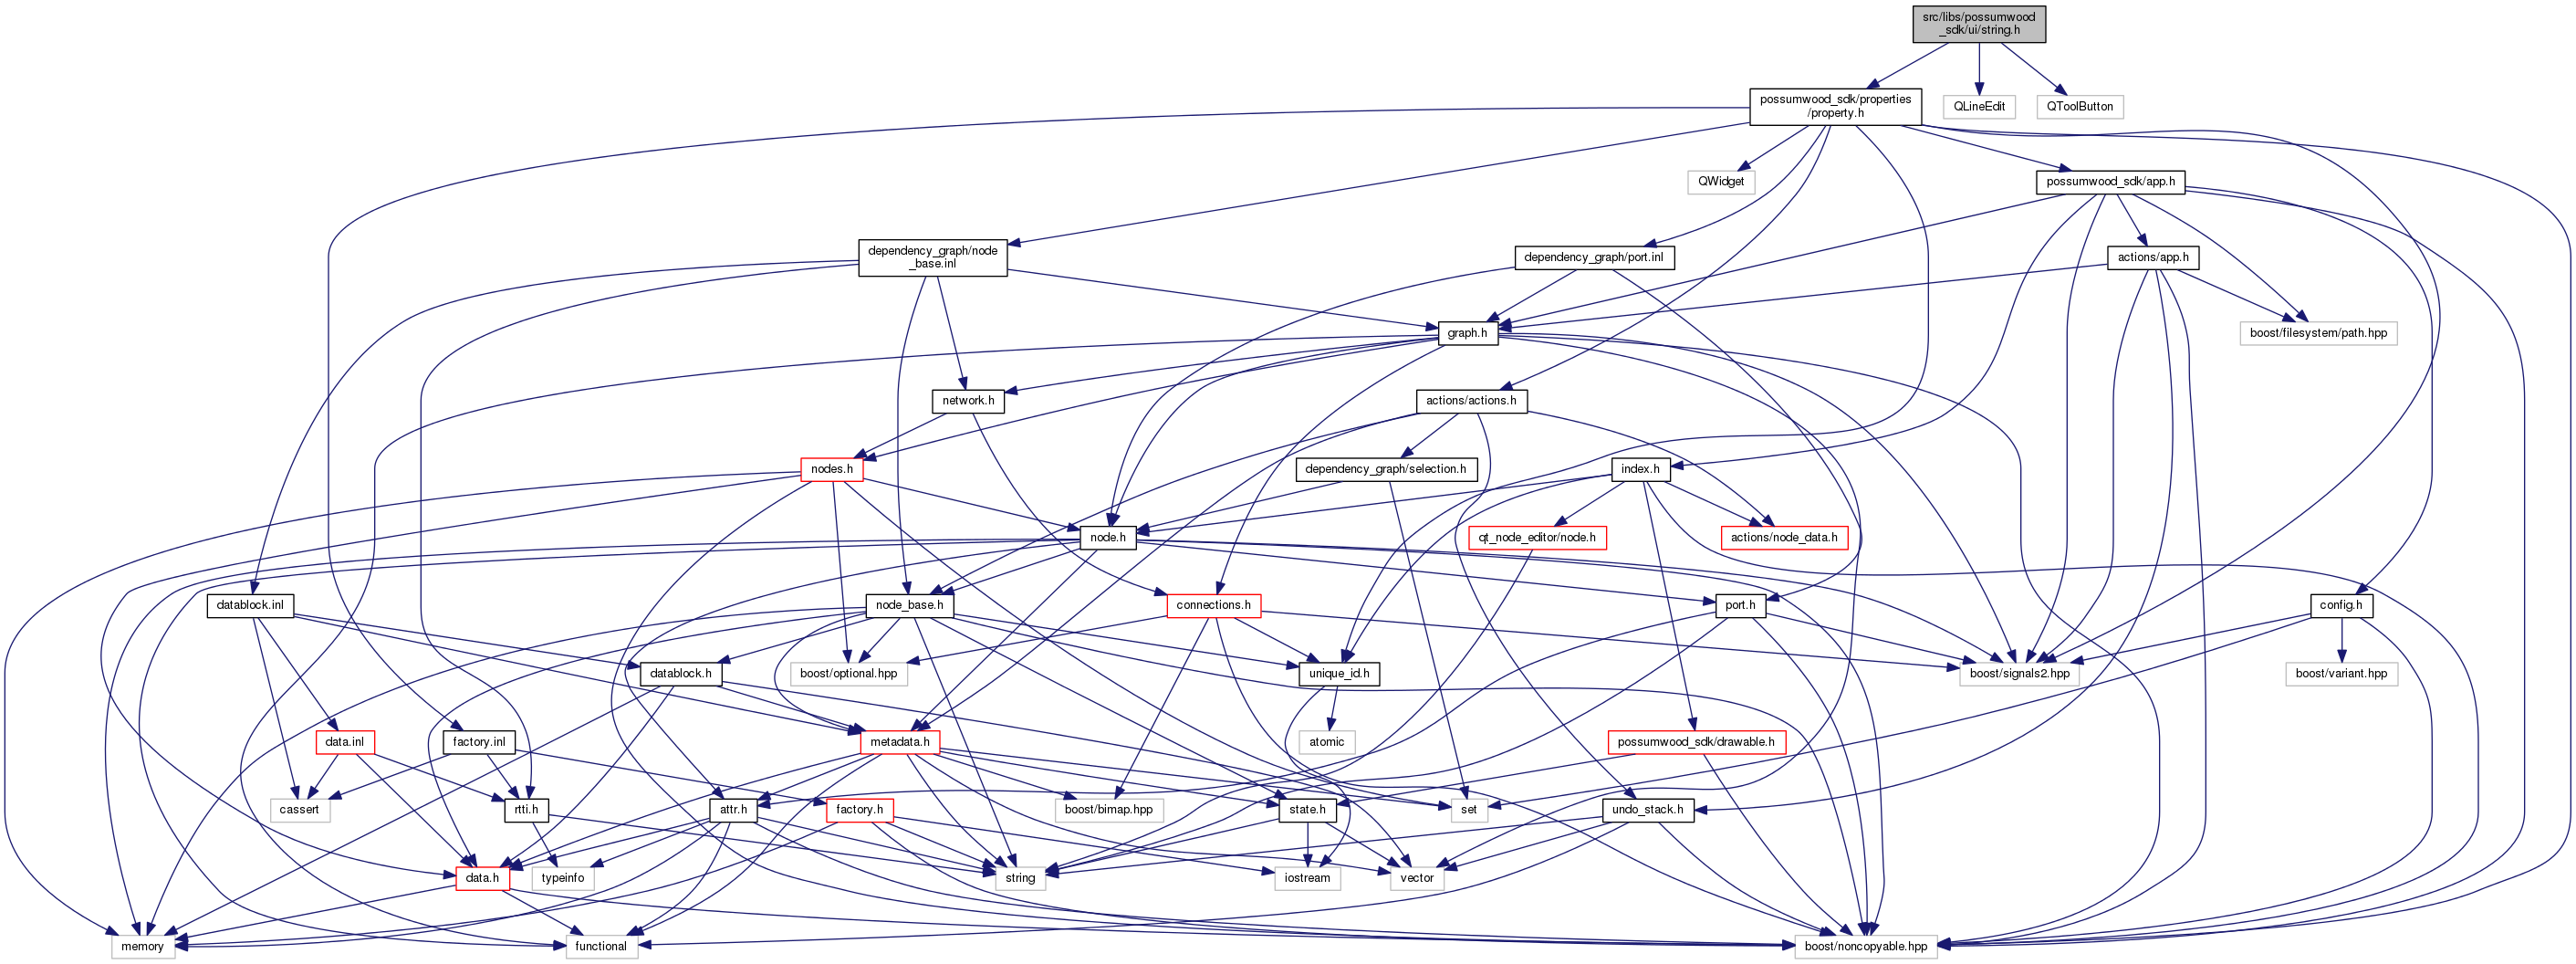 src/libs/possumwood
_sdk/ui/string.h
possumwood_sdk/properties
/property.h
QLineEdit
QToolButton
QWidget
possumwood_sdk/app.h
dependency_graph/node
_base.inl
dependency_graph/port.inl
actions/app.h
graph.h
boost/filesystem/path.hpp
network.h
actions/actions.h
nodes.h
dependency_graph/selection.h
index.h
node.h
qt_node_editor/node.h
actions/node_data.h
datablock.inl
node_base.h
connections.h
port.h
config.h
datablock.h
boost/optional.hpp
unique_id.h
boost/signals2.hpp
boost/variant.hpp
data.inl
factory.inl
metadata.h
atomic
possumwood_sdk/drawable.h
cassert
rtti.h
attr.h
factory.h
boost/bimap.hpp
state.h
set
undo_stack.h
data.h
typeinfo
string
iostream
vector
memory
functional
boost/noncopyable.hpp